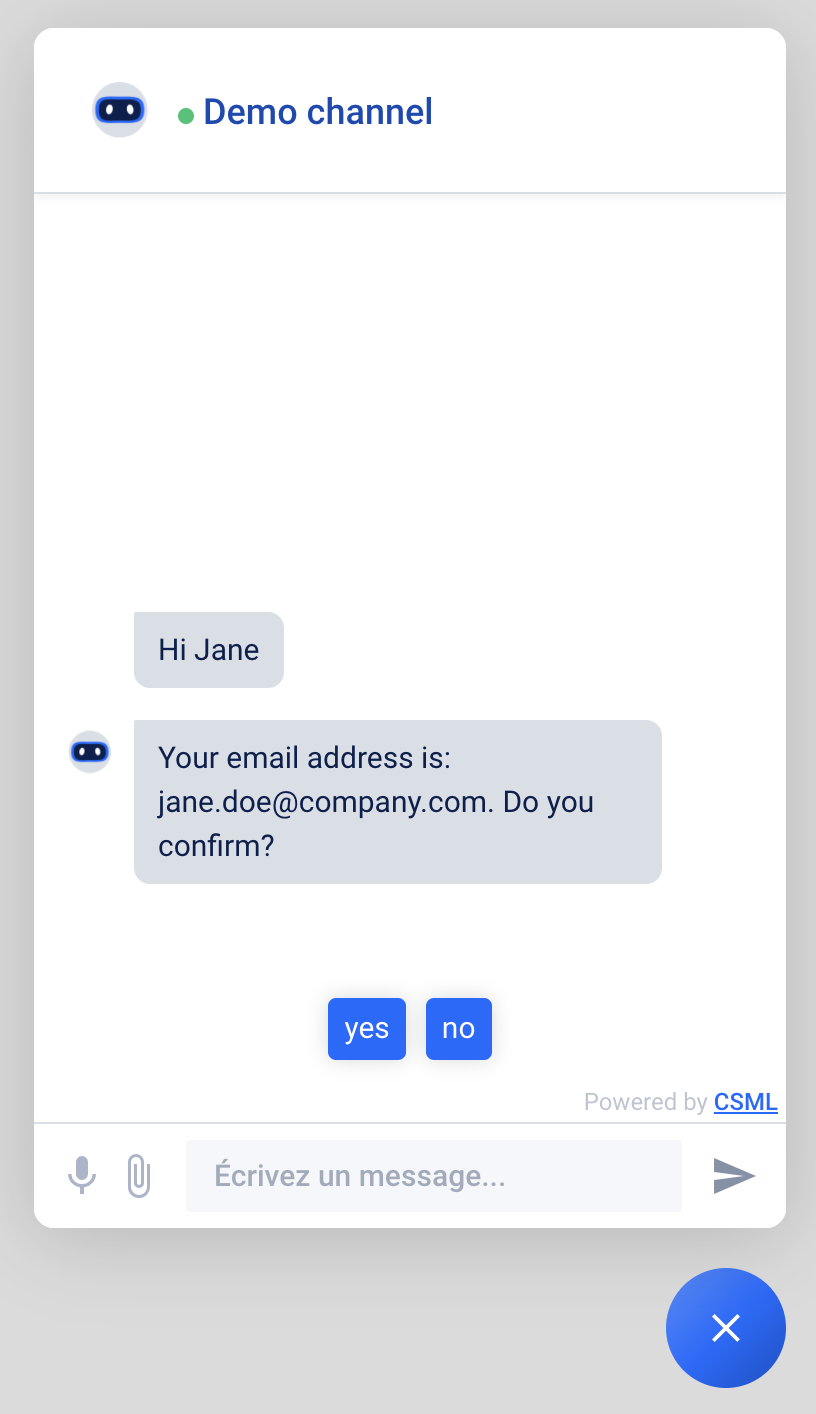 Demo channel
Hi Jane
Your email address is:
jane.doe@company.com. Do you
confirm?
yes no
Powered by CSML
Écrivez un message...